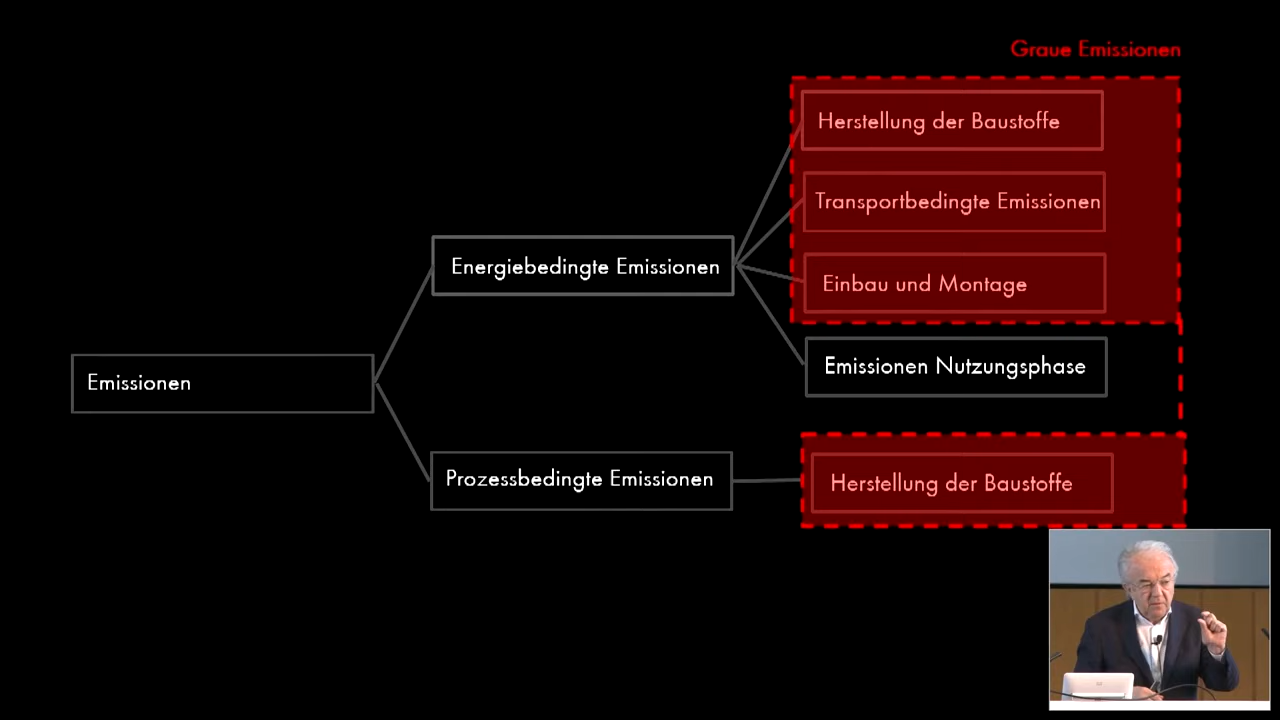 Graue Emissionen
Herstellung der Baustoffe
Transportbedingte Emissionen
Einbau und Montage
Energiebedingte Emissionen
Emissionen Nutzungsphase
Emissionen
Prozessbedingte Emissionen
Herstellung der Baustoffe